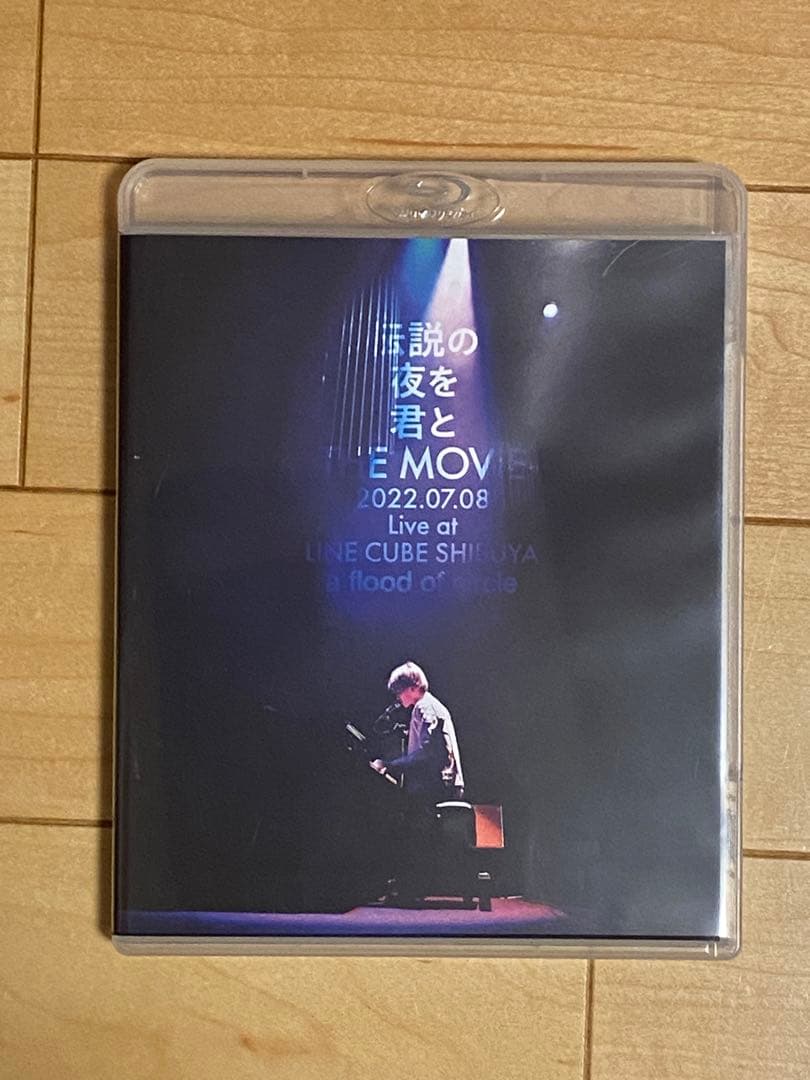 伝説の
夜を
君と
THE MOVIE
2022.07.08
Live at
LINE CUBE SHIBUYA
a flood of circle